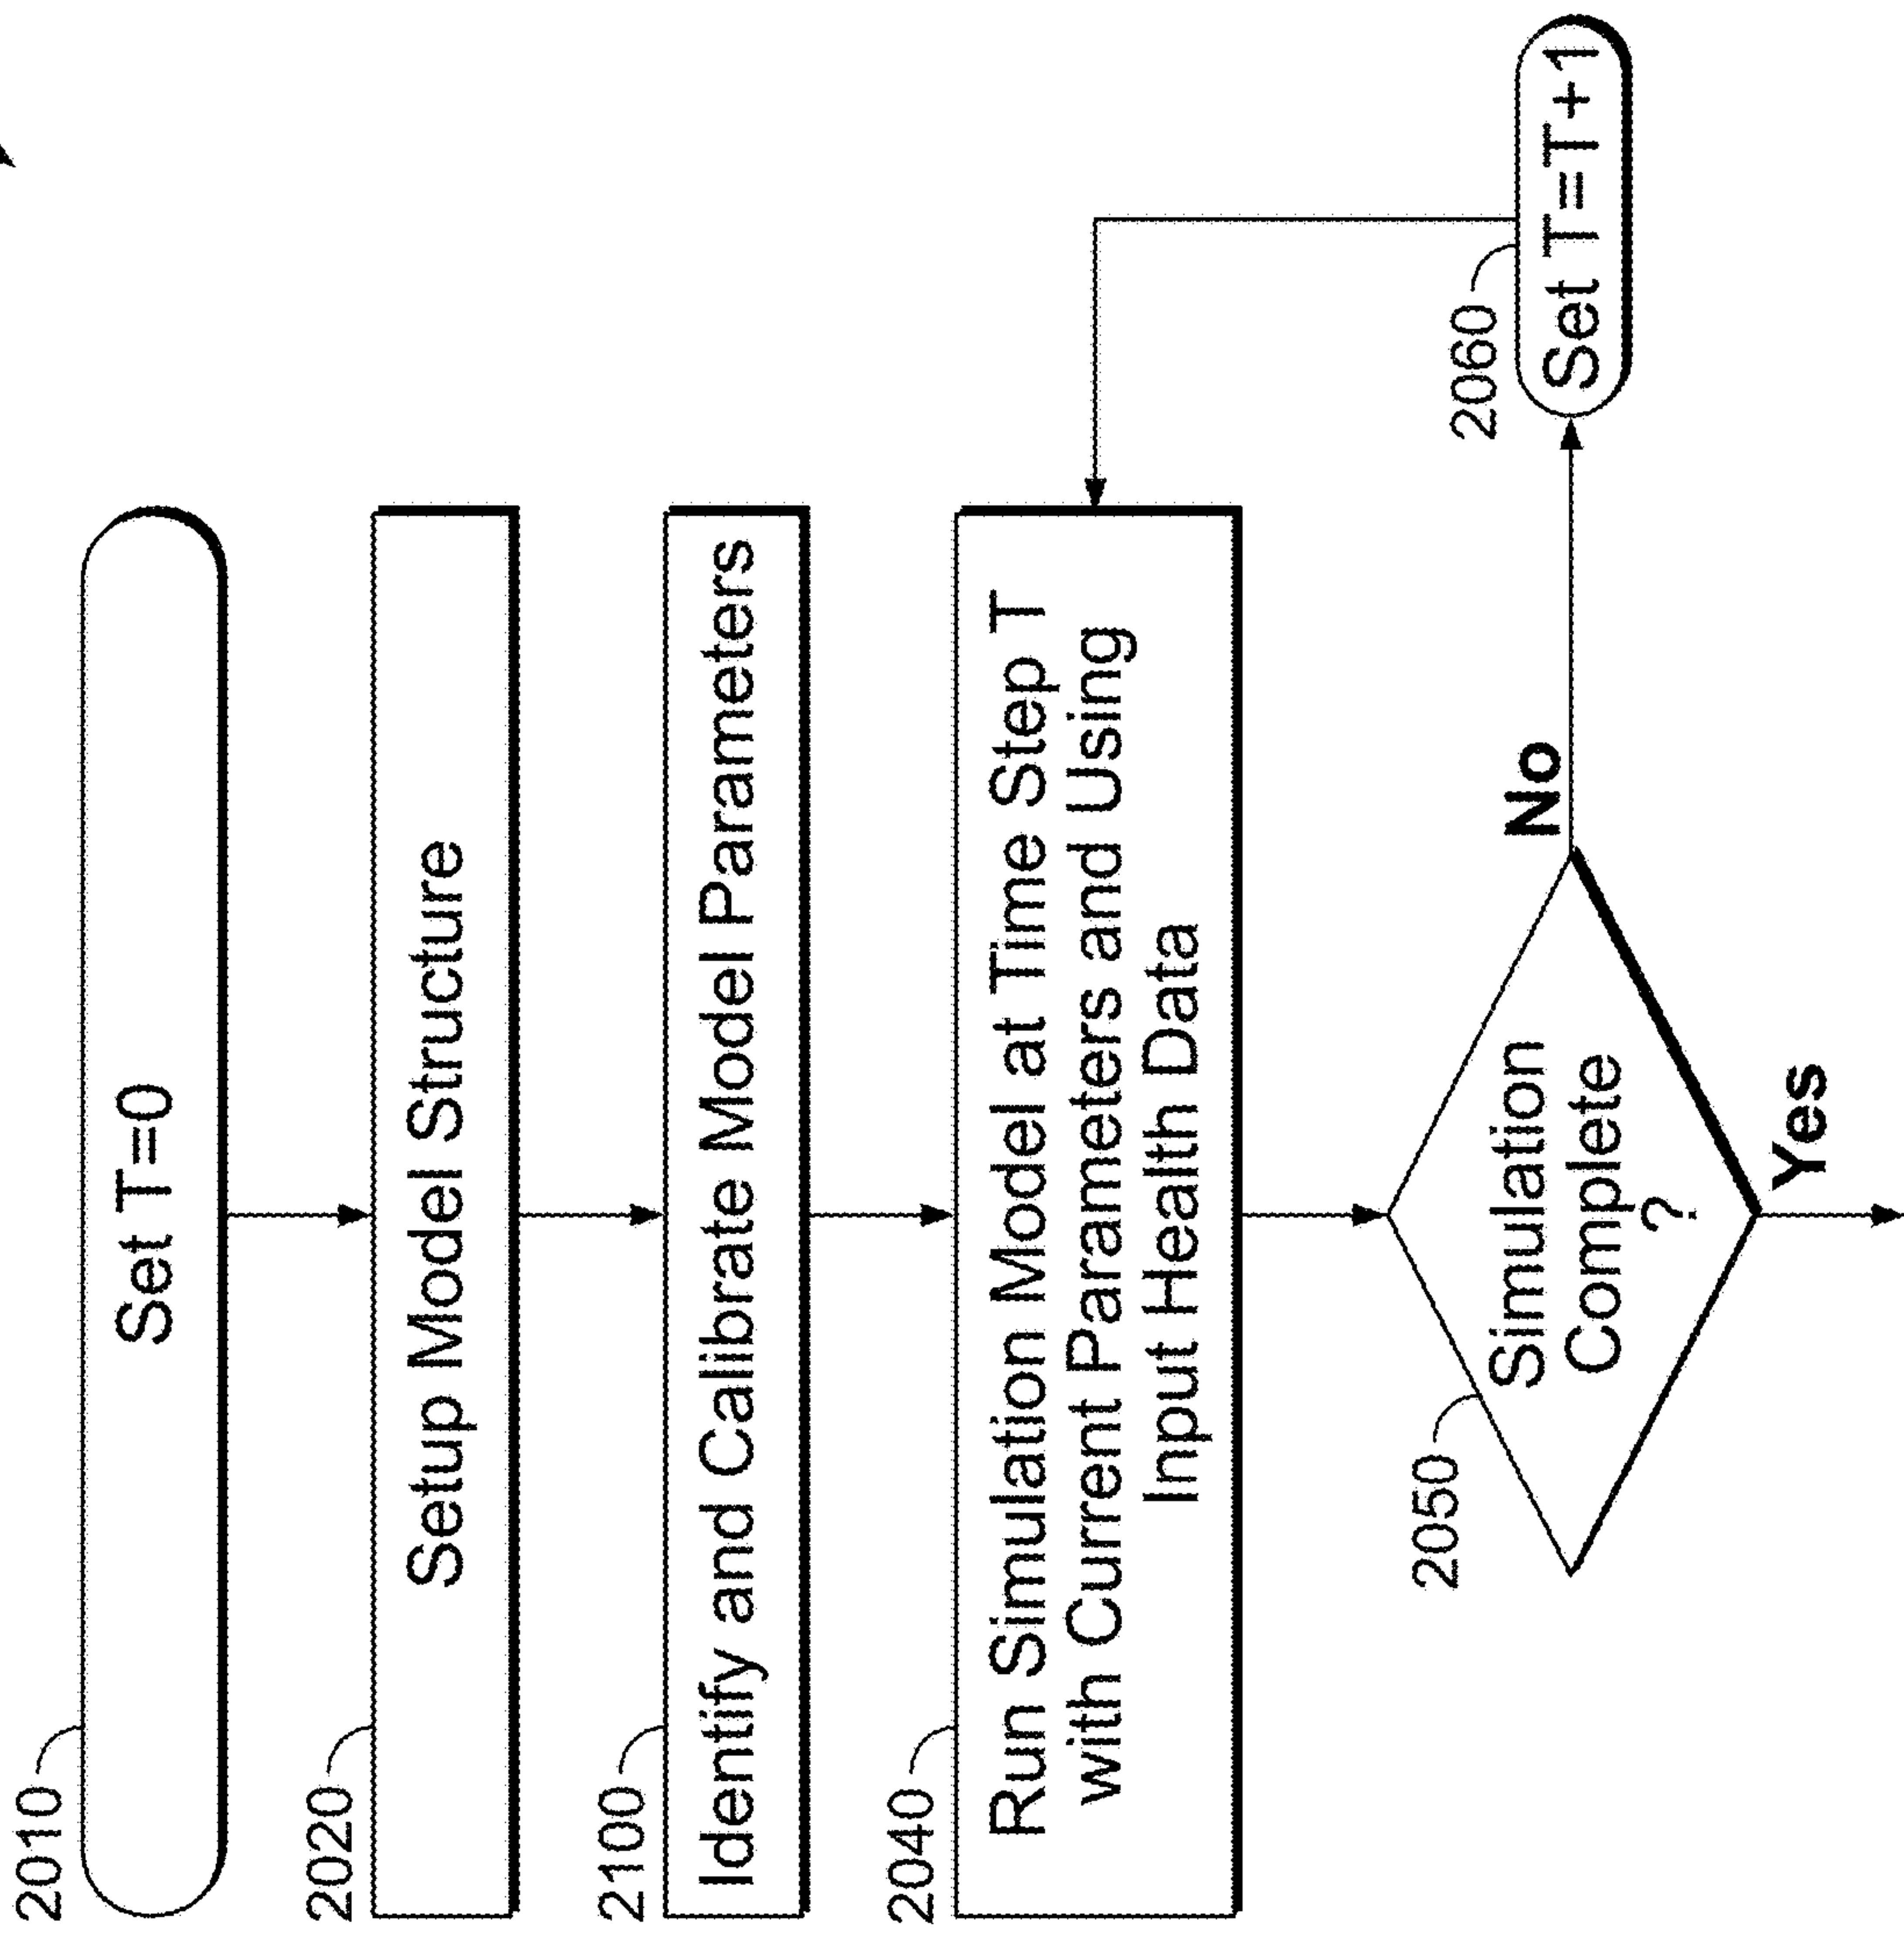 2010
Set T=0
2020
Setup Model Structure
2100
Identify and Calibrate Model Parameters
2040
Run Simulation Model at Time Step T
with Current Parameters and Using
Input Health Data
2050
Simulation
Complete
?
No
2060
Set T=T+1
Yes